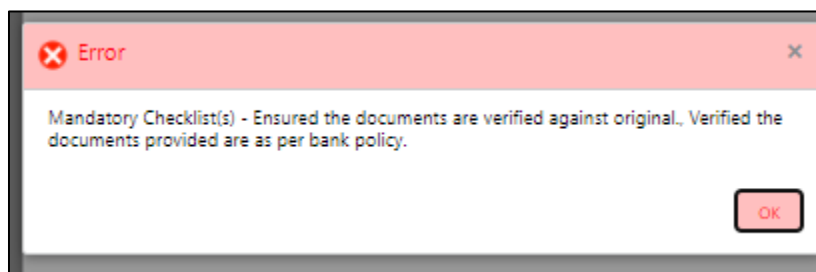 Error
Mandatory Checklist(s) - Ensured the documents are verified against original., Verified the
documents provided are as per bank policy.
OK